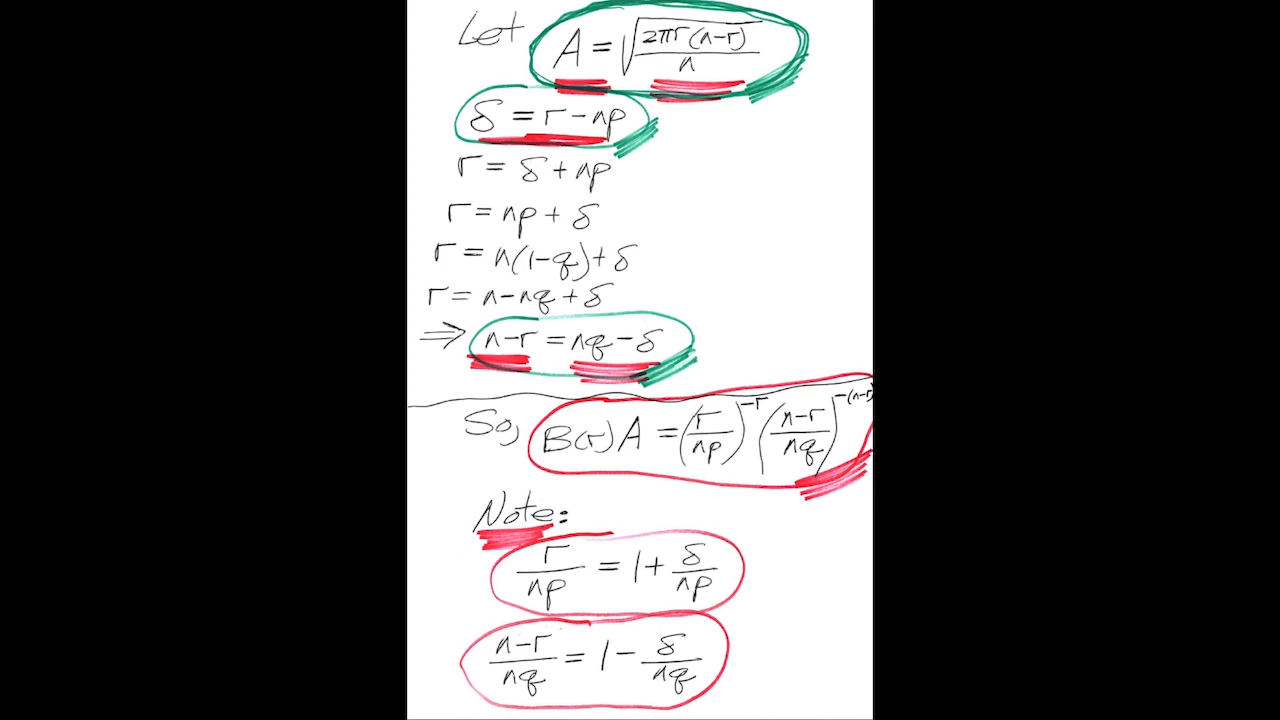 Let A = √(2πr(n-r)/n)
δ = r - np
r = δ + np
r = np + δ
r = n(1-q) + δ
r = n - nq + δ
⇒ n-r = nq - δ
So, B(r)A = (r/np)^-r ((n-r)/nq)^-(n-r)
Note:
r/np = 1 + δ/np
(n-r)/nq = 1 - δ/nq